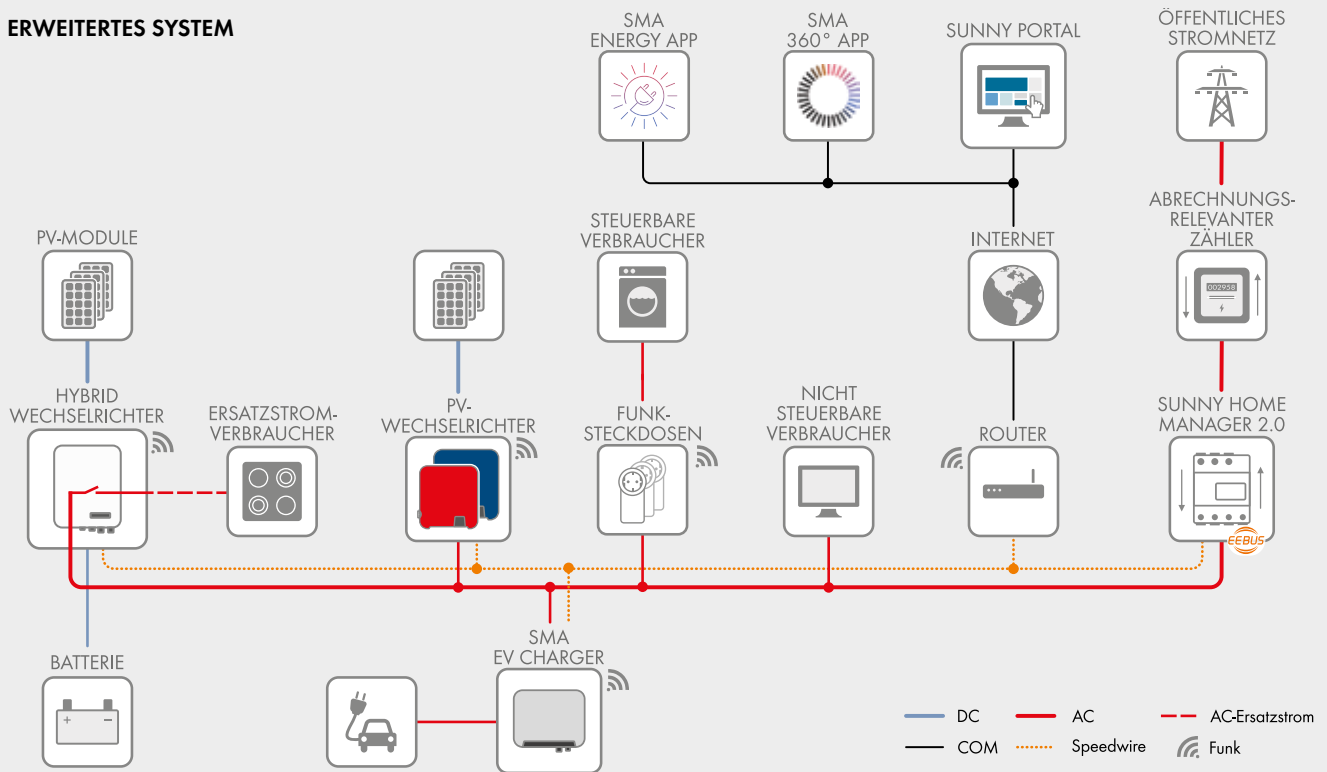 ERWEITERTES SYSTEM
SMA
ENERGY APP
SMA
360° APP
SUNNY PORTAL
ÖFFENTLICHES
STROMNETZ
PV-MODULE
STEUERBARE
VERBRAUCHER
INTERNET
ABRECHNUNGS-
RELEVANTER
ZÄHLER
002958
HYBRID
WECHSELRICHTER
ERSATZSTROM-
VERBRAUCHER
PV-
WECHSELRICHTER
FUNK-
STECKDOSEN
NICHT
STEUERBARE
VERBRAUCHER
ROUTER
SUNNY HOME
MANAGER 2.0
EEBUS
BATTERIE
+ −
SMA
EV CHARGER
DC
AC
AC-Ersatzstrom
COM
Speedwire
Funk